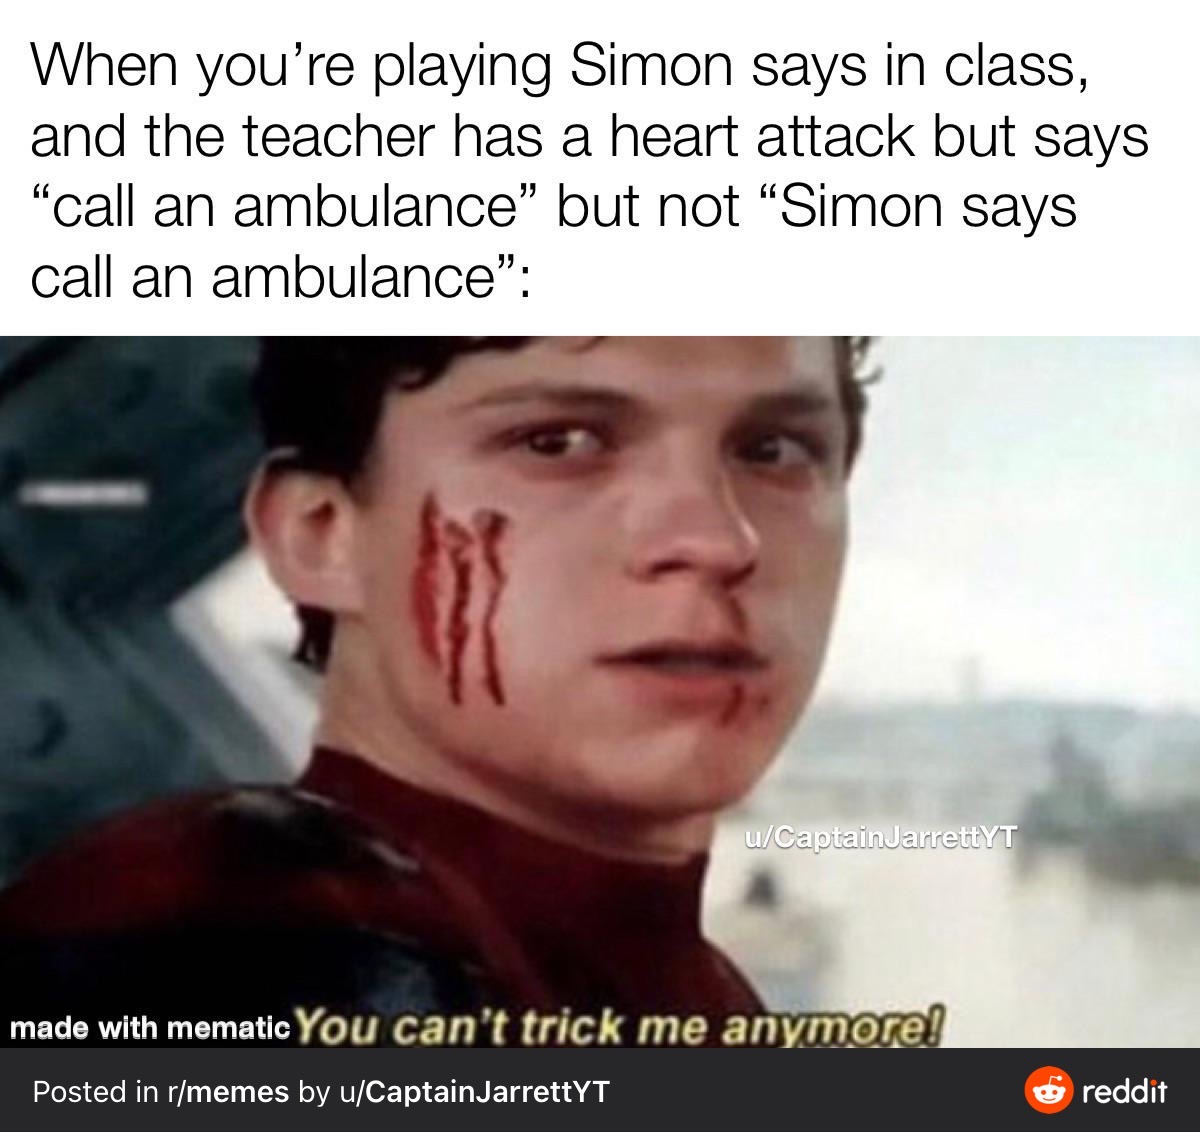 When you’re playing Simon says in class,
and the teacher has a heart attack but says
“call an ambulance” but not “Simon says
call an ambulance”:
u/CaptainJarrettYT
made with mematic You can't trick me anymore!
Posted in r/memes by u/CaptainJarrettYT reddit